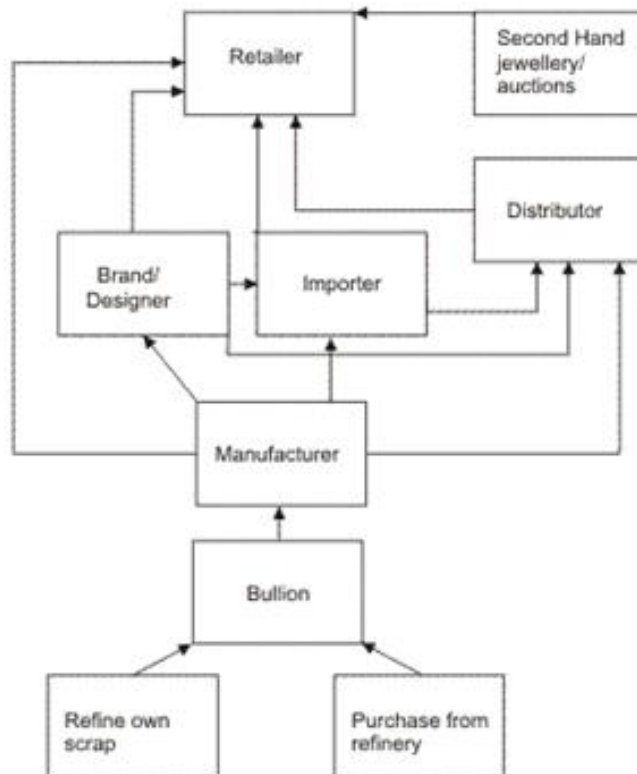 Retailer
Second Hand
jewellery/
auctions
Distributor
Brand/
Designer
Importer
Manufacturer
Bullion
Refine own
scrap
Purchase from
refinery